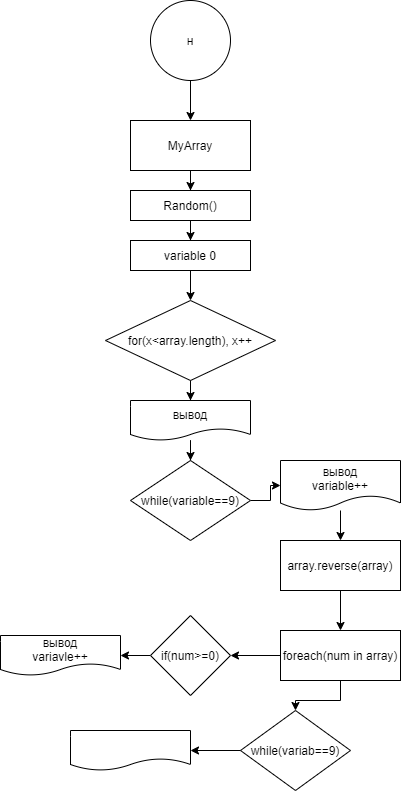 н
MyArray
Random()
variable 0
for(x<array.length), x++
вывод
while(variable==9)
вывод
variable++
array.reverse(array)
foreach(num in array)
if(num>=0)
вывод
variavle++
while(variab==9)